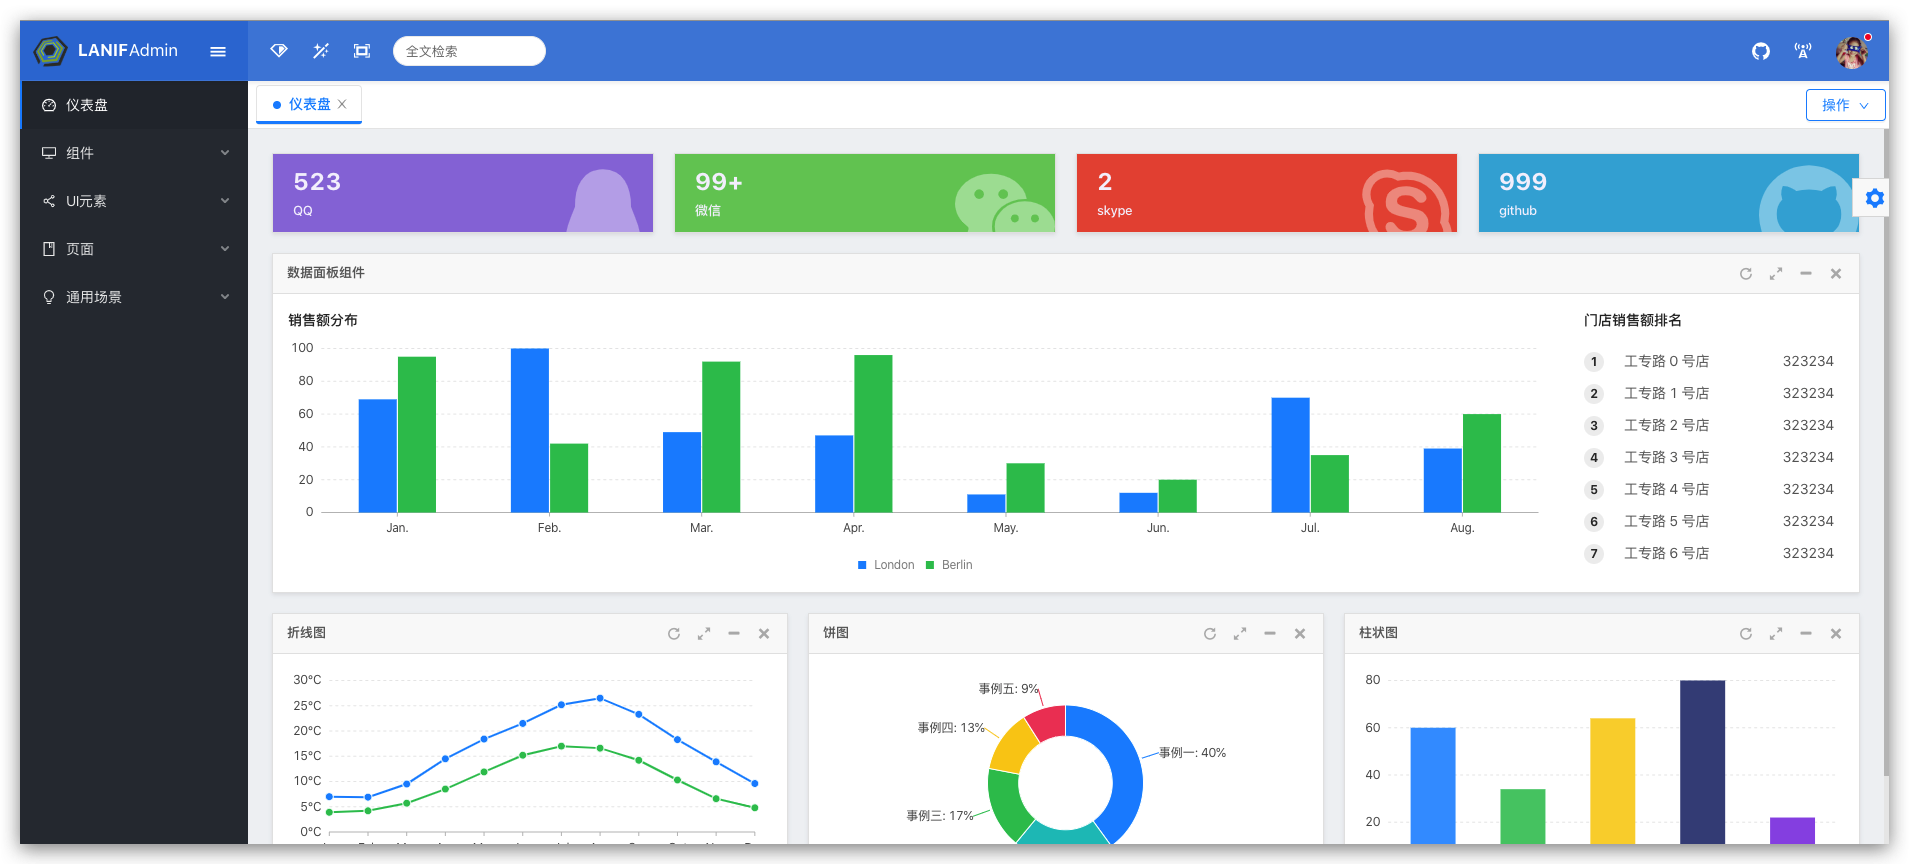 LANIFAdmin
全文检索
仪表盘
组件
UI元素
页面
通用场景
仪表盘
操作
523
QQ
99+
微信
2
skype
999
github
数据面板组件
销售额分布
100
80
60
40
20
0
Jan. Feb. Mar. Apr. May. Jun. Jul. Aug.
London Berlin
门店销售额排名
1 工专路 0 号店 323234
2 工专路 1 号店 323234
3 工专路 2 号店 323234
4 工专路 3 号店 323234
5 工专路 4 号店 323234
6 工专路 5 号店 323234
7 工专路 6 号店 323234
折线图
30°C
25°C
20°C
15°C
10°C
5°C
0°C
饼图
事例五: 9%
事例四: 13%
事例一: 40%
事例三: 17%
柱状图
80
60
40
20